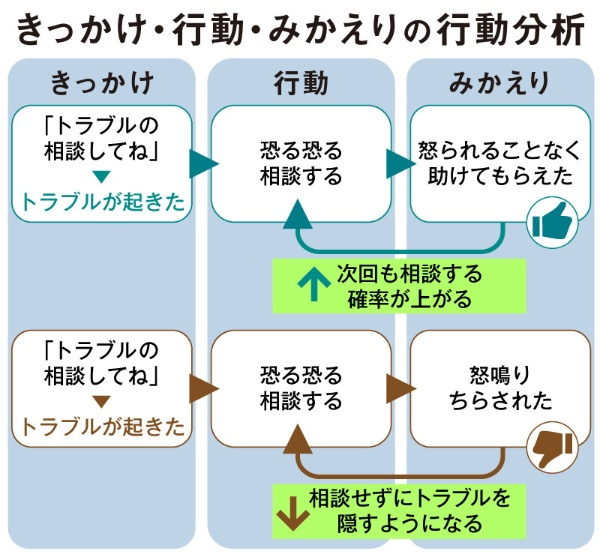 きっかけ・行動・みかえりの行動分析
きっかけ
行動
みかえり
「トラブルの
相談してね」
トラブルが起きた
恐る恐る
相談する
怒られることなく
助けてもらえた
次回も相談する
確率が上がる
「トラブルの
相談してね」
トラブルが起きた
恐る恐る
相談する
怒鳴り
ちらされた
相談せずにトラブルを
隠すようになる